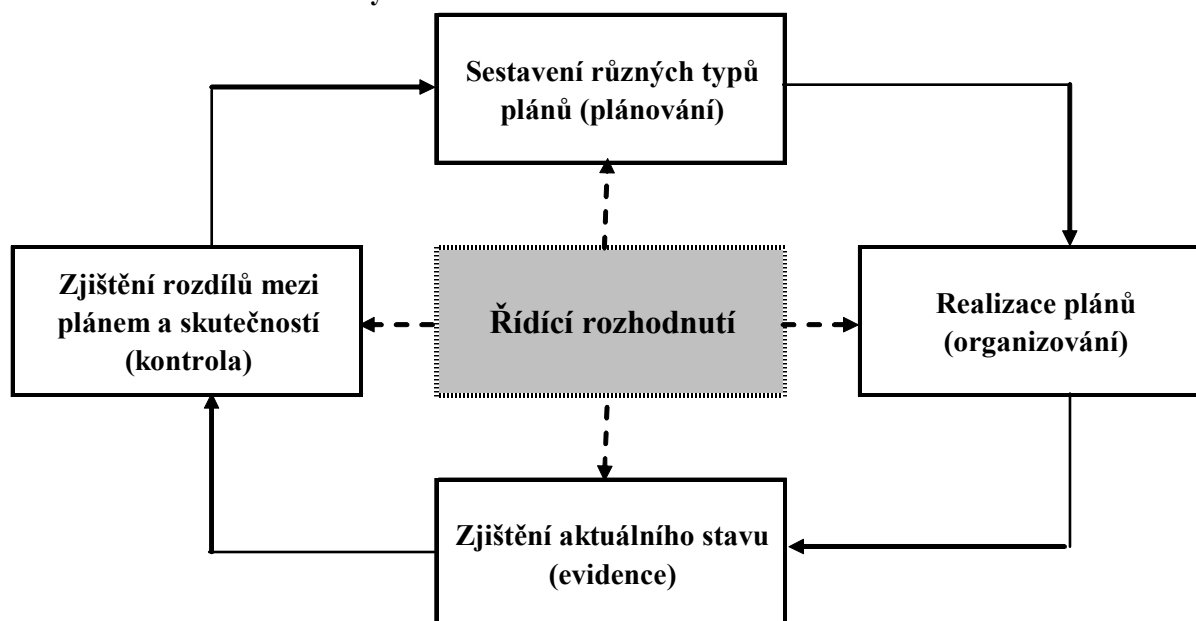 Sestavení různých typů
plánů (plánování)
Zjištění rozdílů mezi
plánem a skutečností
(kontrola)
Řídící rozhodnutí
Realizace plánů
(organizování)
Zjištění aktuálního stavu
(evidence)